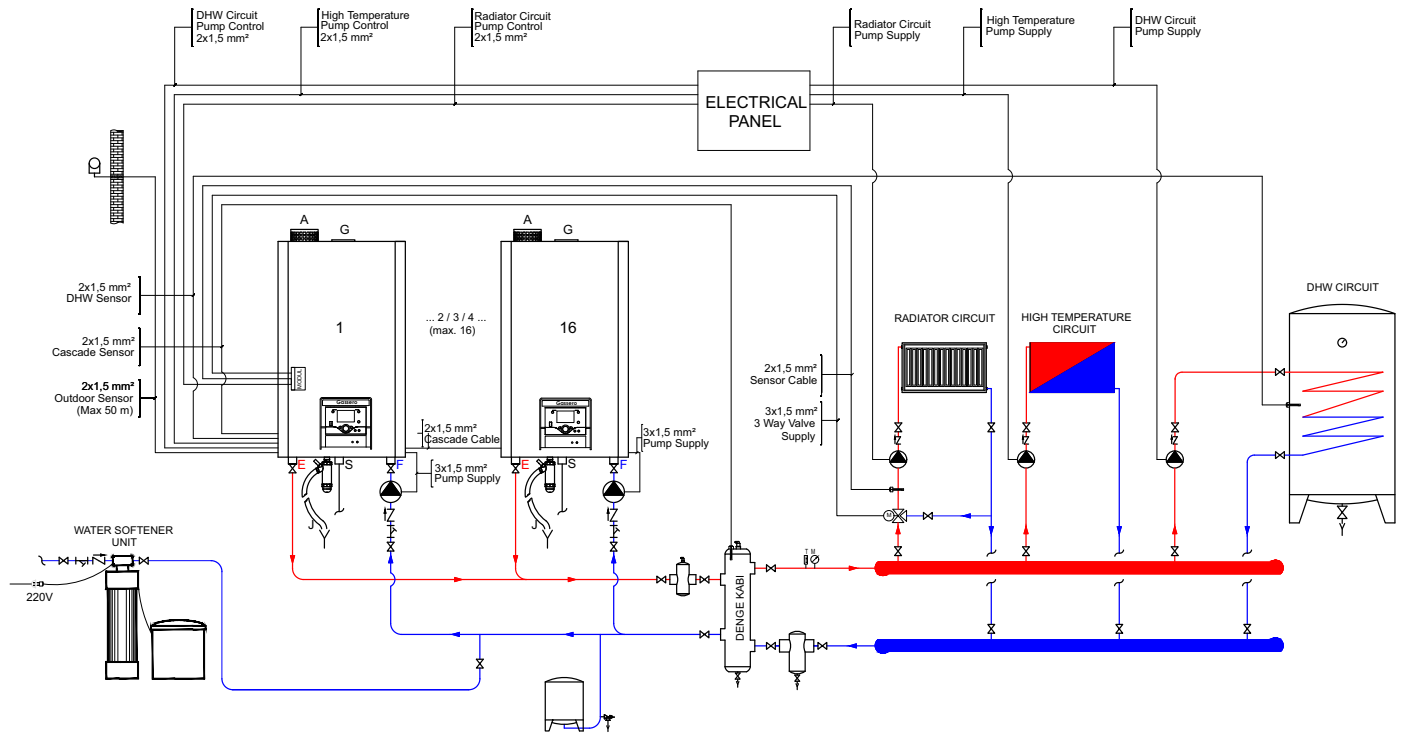 DHW Circuit
Pump Control
2x1,5 mm²
High Temperature
Pump Control
2x1,5 mm²
Radiator Circuit
Pump Control
2x1,5 mm²
Radiator Circuit
Pump Supply
High Temperature
Pump Supply
DHW Circuit
Pump Supply
ELECTRICAL
PANEL
A
G
A
G
2x1,5 mm²
DHW Sensor
2x1,5 mm²
Cascade Sensor
2x1,5 mm²
Outdoor Sensor
(Max 50 m)
1
... 2 / 3 / 4 ...
(max. 16)
16
MODUL
Gassero
Gassero
2x1,5 mm²
Cascade Cable
3x1,5 mm²
Pump Supply
3x1,5 mm²
Pump Supply
E
S
F
E
S
F
2x1,5 mm²
Sensor Cable
3x1,5 mm²
3 Way Valve
Supply
RADIATOR CIRCUIT
HIGH TEMPERATURE
CIRCUIT
DHW CIRCUIT
M
T M
WATER SOFTENER
UNIT
220V
DENGE KABI